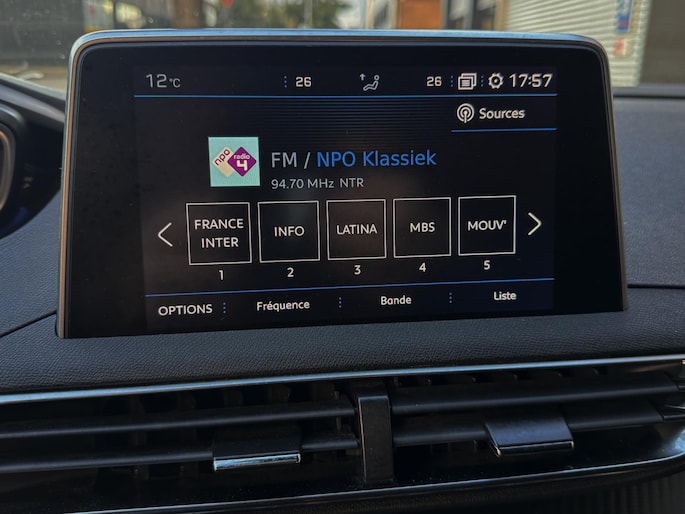 12°C 26 26 17:57
Sources
npo radio 4
FM / NPO Klassiek
94.70 MHz NTR
FRANCE INTER
INFO
LATINA
MBS
MOUV'
1 2 3 4 5
OPTIONS Fréquence Bande Liste